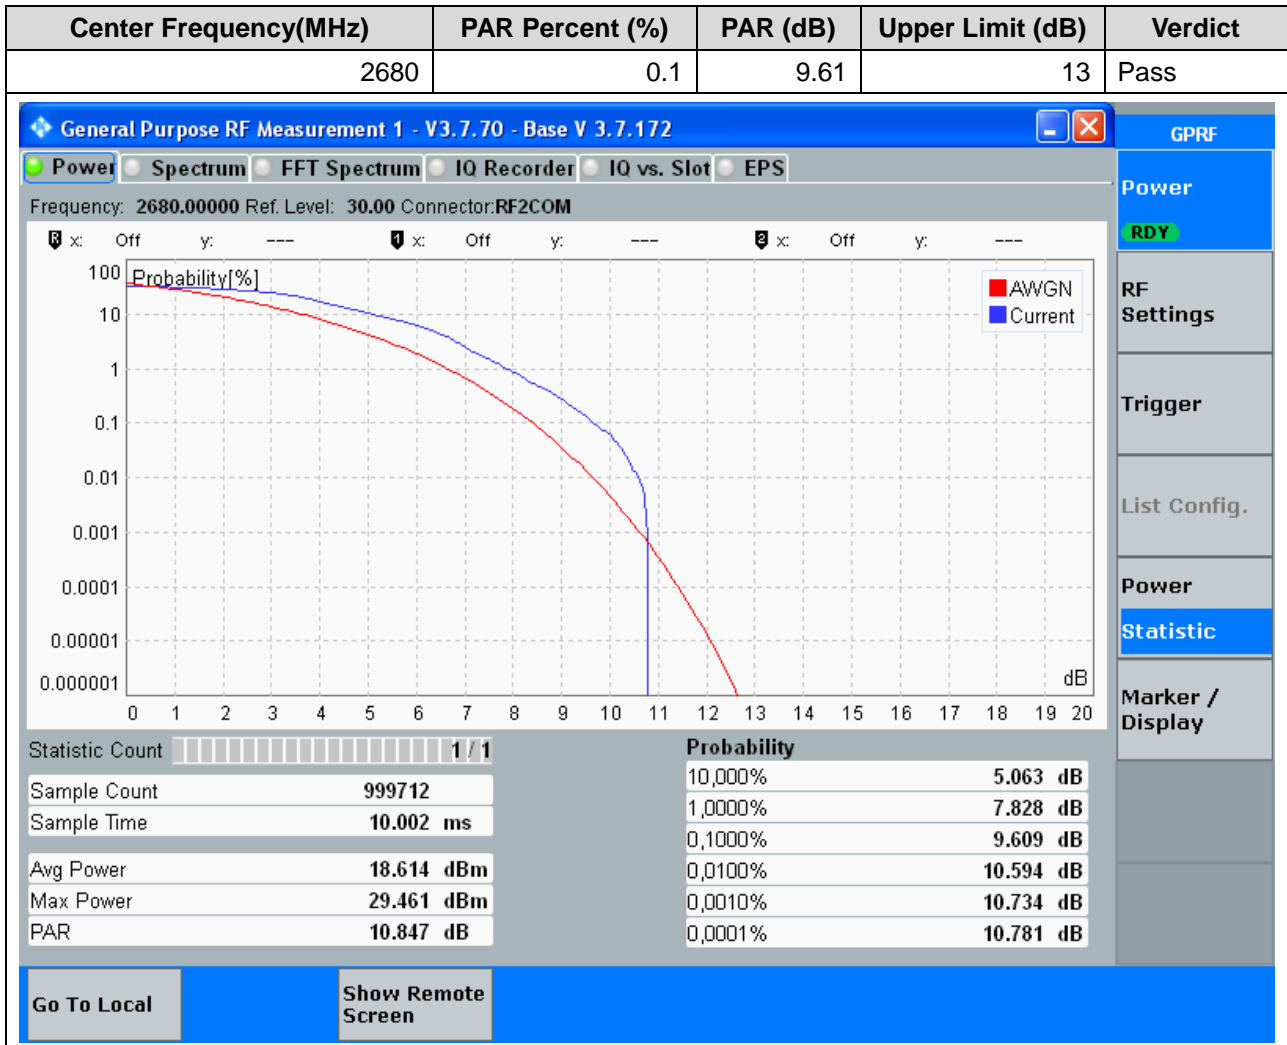 Center Frequency(MHz) PAR Percent (%) PAR (dB) Upper Limit (dB) Verdict
2680 0.1 9.61 13 Pass
General Purpose RF Measurement 1 - V3.7.70 - Base V 3.7.172
GPRF
Power Spectrum FFT Spectrum IQ Recorder IQ vs. Slot EPS
Power
RDY
Frequency: 2680.00000 Ref. Level: 30.00 Connector:RF2COM
R x: Off y: --- 1 x: Off y: --- 2 x: Off y: ---
Probability[%]
AWGN
Current
100
10
1
0.1
0.01
0.001
0.0001
0.00001
0.000001
dB
0 1 2 3 4 5 6 7 8 9 10 11 12 13 14 15 16 17 18 19 20
RF
Settings
Trigger
List Config.
Power
Statistic
Marker /
Display
Statistic Count 1 / 1
Sample Count 999712
Sample Time 10.002 ms
Avg Power 18.614 dBm
Max Power 29.461 dBm
PAR 10.847 dB
Probability
10,000% 5.063 dB
1,0000% 7.828 dB
0,1000% 9.609 dB
0,0100% 10.594 dB
0,0010% 10.734 dB
0,0001% 10.781 dB
Go To Local
Show Remote
Screen